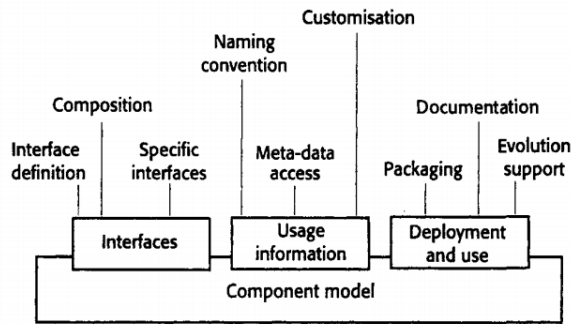 Customisation
Naming
convention
Composition
Documentation
Interface
definition
Specific
interfaces
Meta-data
access
Packaging
Evolution
support
Interfaces
Usage
information
Deployment
and use
Component model